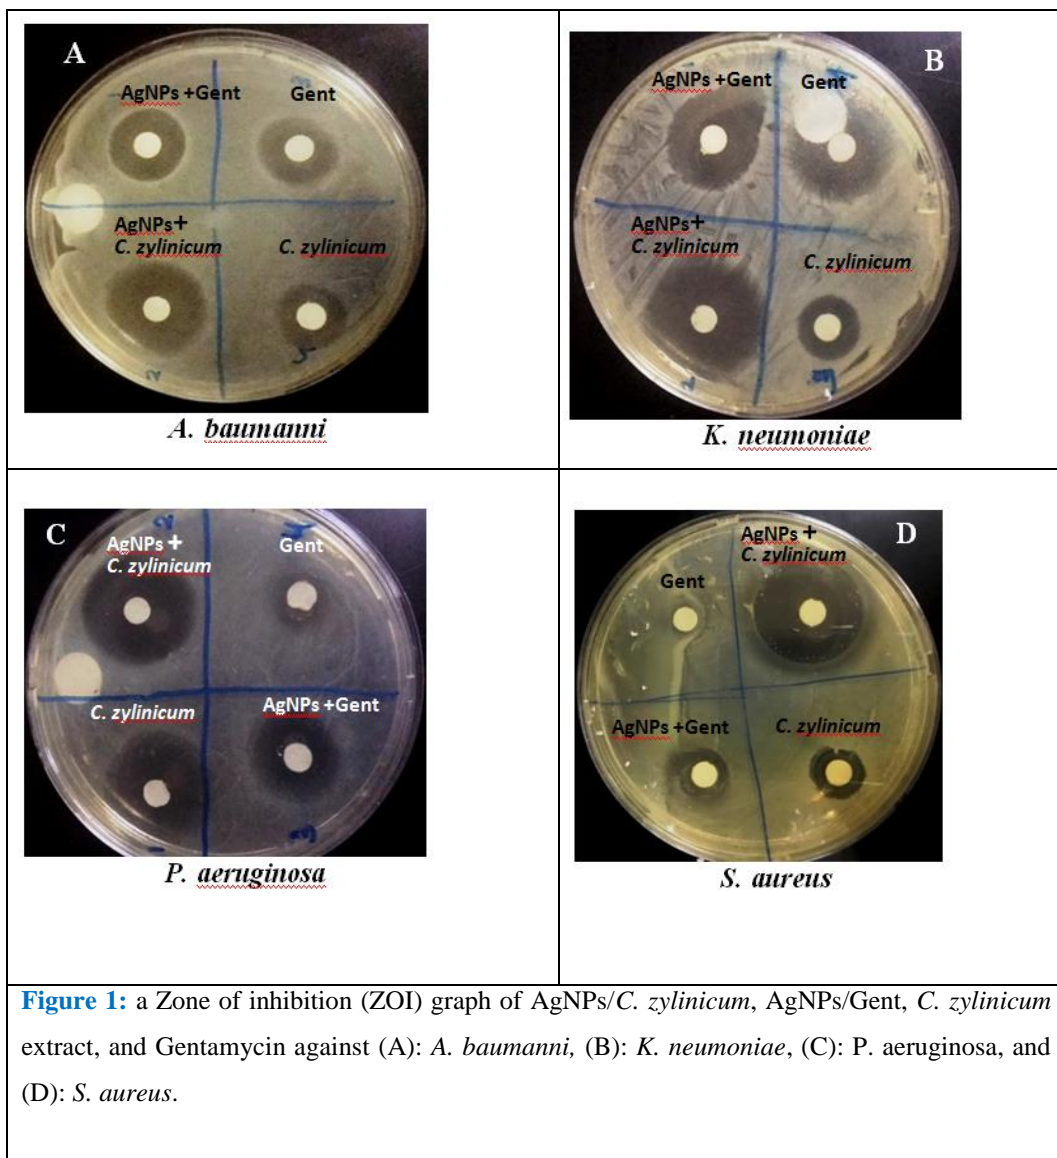 A
AgNPs +Gent
Gent
AgNPs+
C. zylinicum
C. zylinicum
A. baumanni
B
AgNPs +Gent
Gent
AgNPs+
C. zylinicum
C. zylinicum
K. neumoniae
C
AgNPs +
C. zylinicum
Gent
C. zylinicum
AgNPs +Gent
P. aeruginosa
D
AgNPs +
C. zylinicum
Gent
AgNPs +Gent
C. zylinicum
S. aureus
Figure 1: a Zone of inhibition (ZOI) graph of AgNPs/C. zylinicum, AgNPs/Gent, C. zylinicum
extract, and Gentamycin against (A): A. baumanni, (B): K. neumoniae, (C): P. aeruginosa, and
(D): S. aureus.